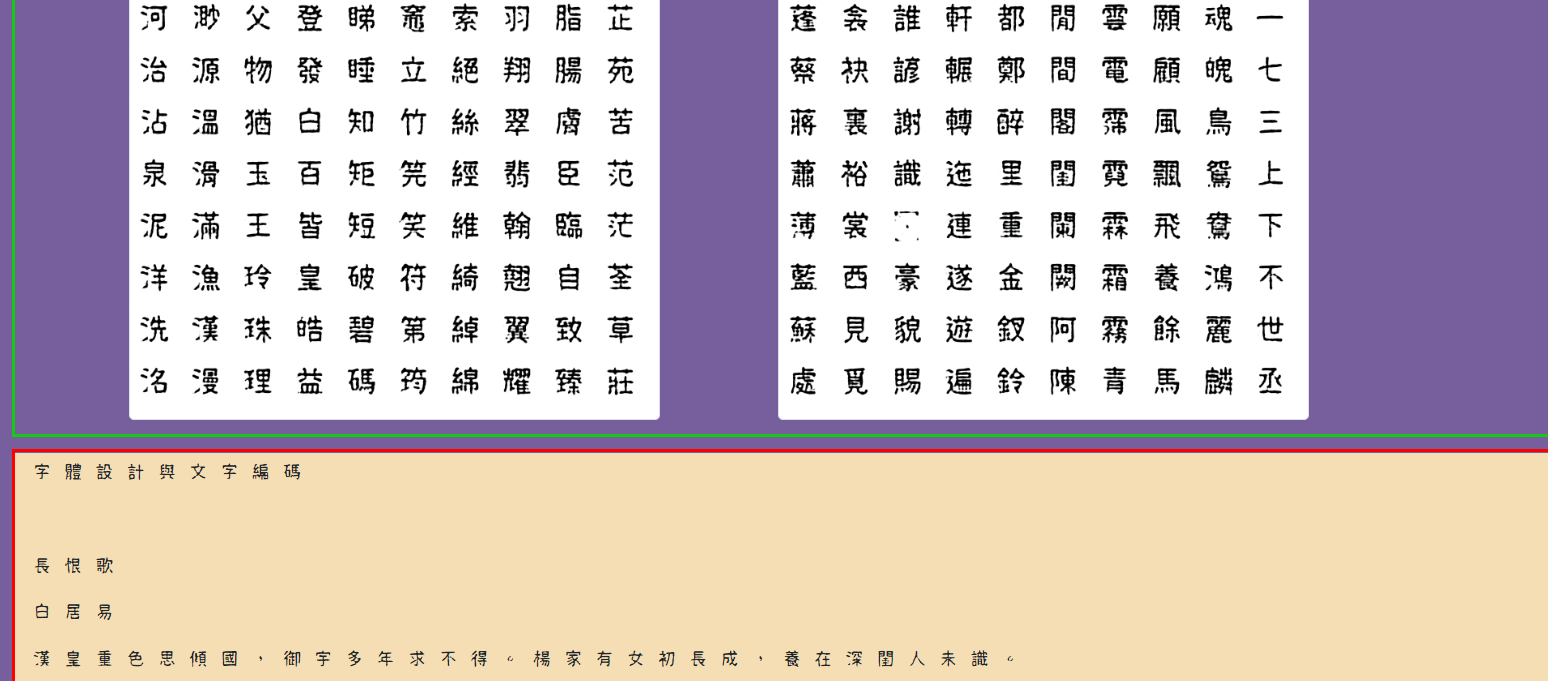 河 渺 父 登 睇 竈 索 羽 脂 芷
治 源 物 發 睡 立 絕 翔 腸 苑
沾 溫 猶 白 知 竹 絲 翠 膚 苦
泉 滑 玉 百 矩 筦 經 翡 臣 范
泥 滿 王 皆 短 笑 維 翰 臨 茫
洋 漁 玲 皇 破 符 綺 翹 自 荃
洗 漢 珠 皓 碧 第 綽 翼 致 草
洛 漫 理 益 碼 筠 綿 耀 臻 莊
蓬 衾 誰 軒 都 閒 雲 願 魂 一
蔡 袂 諺 輾 鄭 間 電 顧 魄 七
蔣 裏 謝 轉 醉 閣 霈 風 鳥 三
蕭 裕 識 迤 里 閨 霓 飄 鴛 上
薄 裳 連 重 闌 霖 飛 鴦 下
藍 西 豪 遂 金 闕 霜 養 鴻 不
蘇 見 貌 遊 釵 阿 霧 餘 麗 世
處 覓 賜 遍 鈴 陳 青 馬 麟 丞
字體設計與文字編碼
長恨歌
白居易
漢皇重色思傾國，御宇多年求不得。楊家有女初長成，養在深閨人未識。